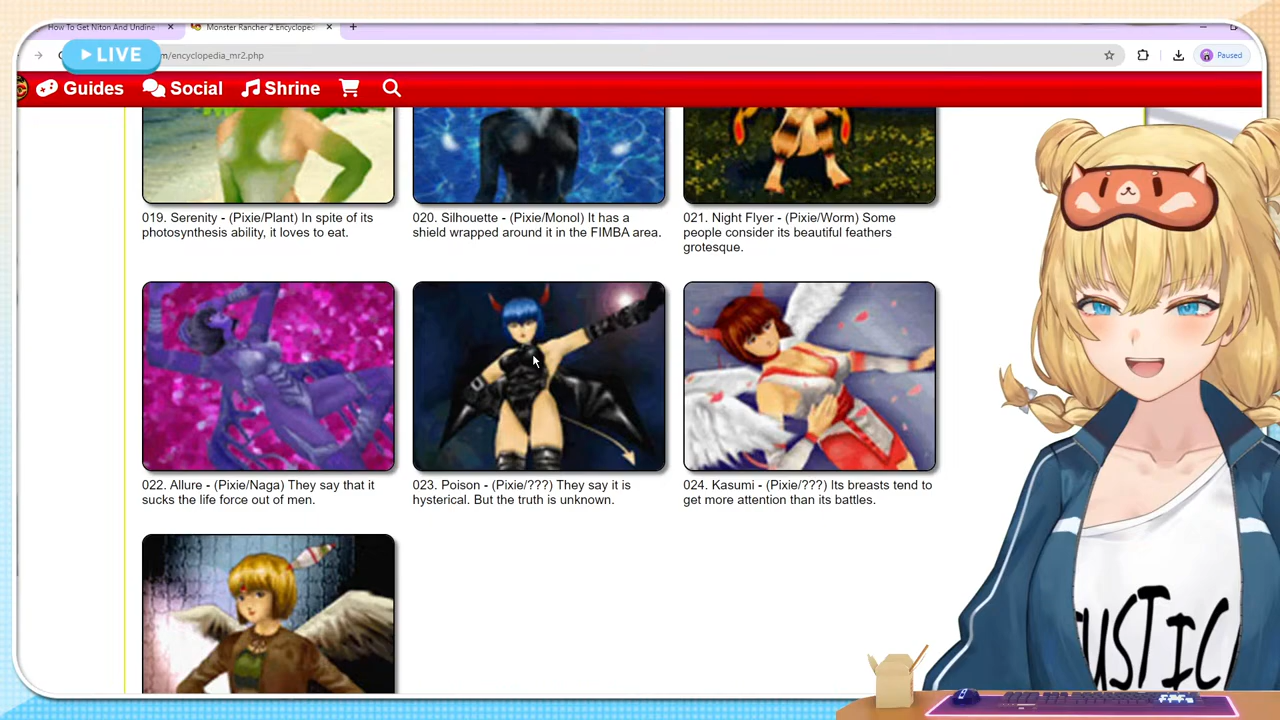 How To Get Niton And Undine
Monster Rancher 2 Encyclope
LIVE
m/encyclopedia_mr2.php
Paused
Guides
Social
Shrine
019. Serenity - (Pixie/Plant) In spite of its
photosynthesis ability, it loves to eat.
020. Silhouette - (Pixie/Monol) It has a
shield wrapped around it in the FIMBA area.
021. Night Flyer - (Pixie/Worm) Some
people consider its beautiful feathers
grotesque.
022. Allure - (Pixie/Naga) They say that it
sucks the life force out of men.
023. Poison - (Pixie/???) They say it is
hysterical. But the truth is unknown.
024. Kasumi - (Pixie/???) Its breasts tend to
get more attention than its battles.
USTIC